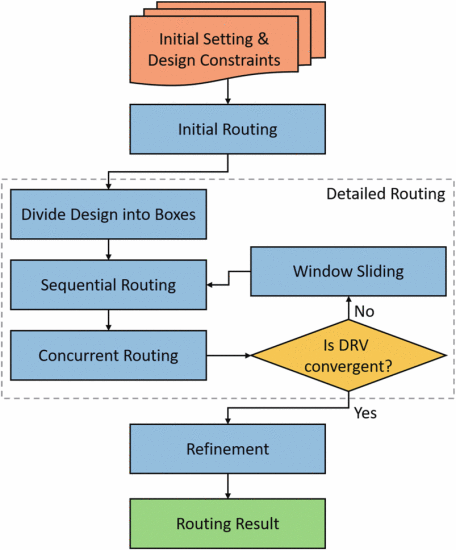 Initial Setting &
Design Constraints
Initial Routing
Detailed Routing
Divide Design into Boxes
Sequential Routing
Window Sliding
No
Concurrent Routing
Is DRV
convergent?
Yes
Refinement
Routing Result